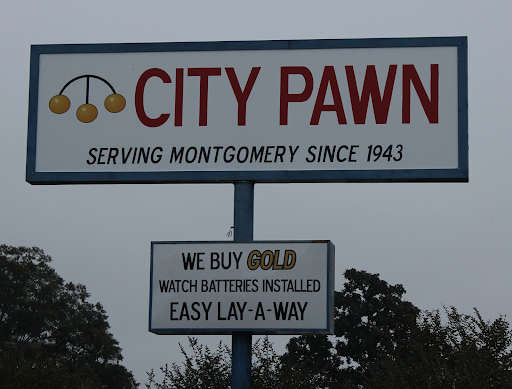 CITY PAWN
SERVING MONTGOMERY SINCE 1943
WE BUY GOLD
WATCH BATTERIES INSTALLED
EASY LAY-A-WAY